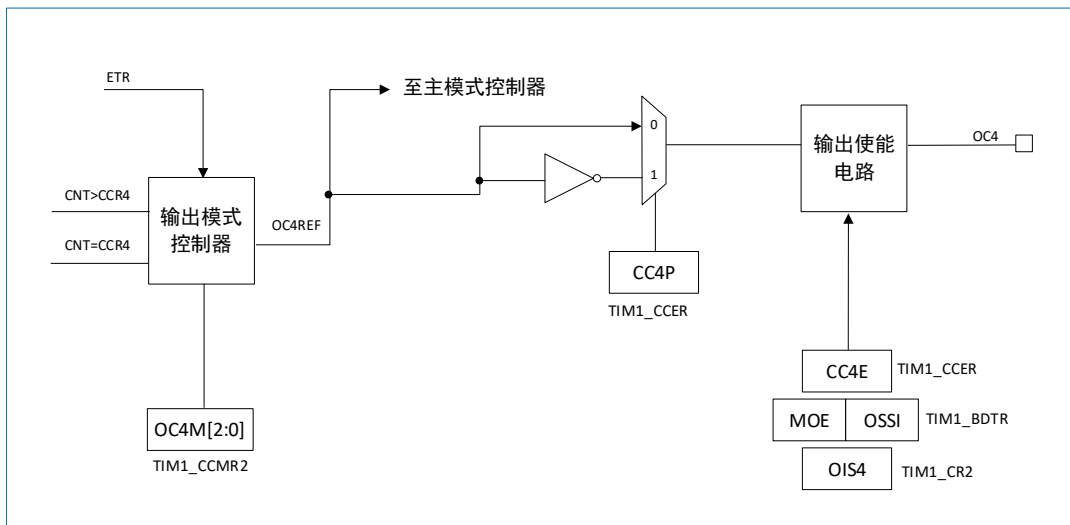 ETR
至主模式控制器
0
1
输出使能
电路
OC4
CNT>CCR4
CNT=CCR4
输出模式
控制器
OC4REF
CC4P
TIM1_CCER
CC4E
TIM1_CCER
MOE
OSSI
TIM1_BDTR
OIS4
TIM1_CR2
OC4M[2:0]
TIM1_CCMR2